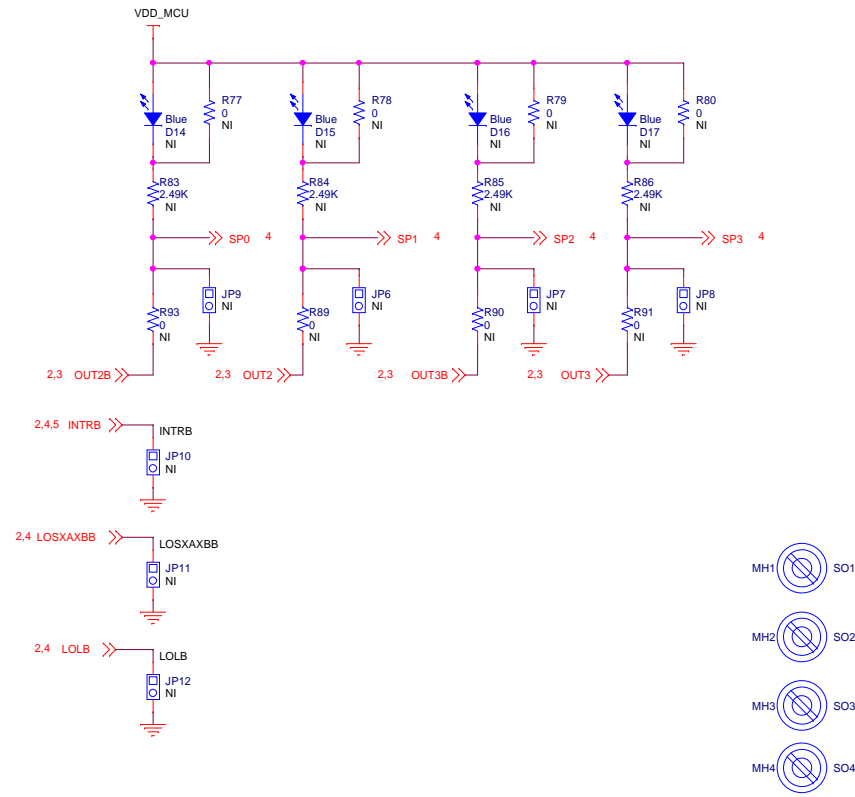 VDD_MCU
R77
0
NI
R78
0
NI
R79
0
NI
R80
0
NI
Blue
D14
NI
Blue
D15
NI
Blue
D16
NI
Blue
D17
NI
R83
2.49K
NI
R84
2.49K
NI
R85
2.49K
NI
R86
2.49K
NI
SP0 4
SP1 4
SP2 4
SP3 4
R93
0
NI
JP9
NI
R89
0
NI
JP6
NI
R90
0
NI
JP7
NI
R91
0
NI
JP8
NI
2,3 OUT2B
2,3 OUT2
2,3 OUT3B
2,3 OUT3
2,4,5 INTRB
INTRB
JP10
NI
2,4 LOSXAXBB
LOSXAXBB
JP11
NI
MH1 SO1
2,4 LOLB
LOLB
MH2 SO2
JP12
NI
MH3 SO3
MH4 SO4